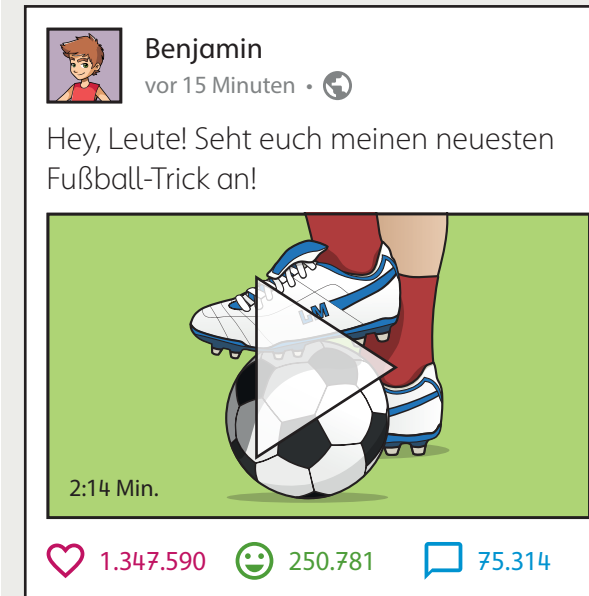 Benjamin
vor 15 Minuten •
Hey, Leute! Seht euch meinen neuesten
Fußball-Trick an!
LM
2:14 Min.
1.347.590 250.781 75.314